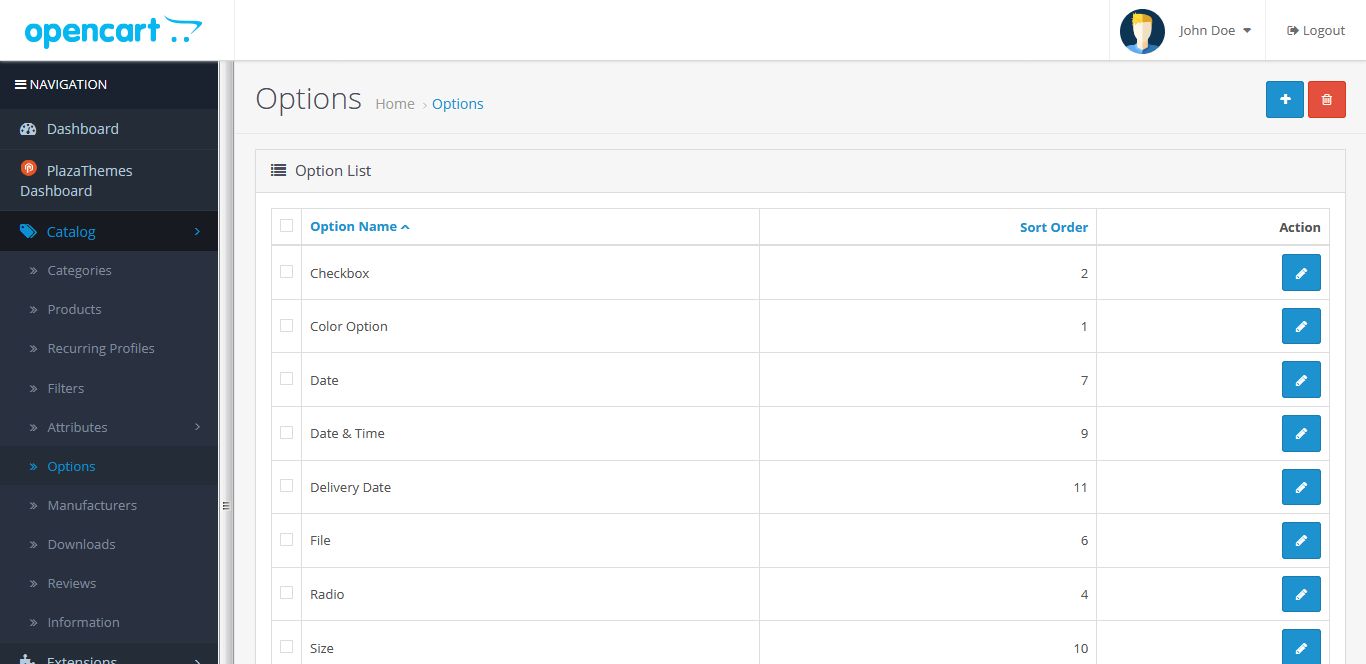 opencart
John Doe
Logout
NAVIGATION
Dashboard
PlazaThemes
Dashboard
Catalog
Categories
Products
Recurring Profiles
Filters
Attributes
Options
Manufacturers
Downloads
Reviews
Information
Extensions
Options Home › Options
Option List
Option Name Sort Order Action
Checkbox 2
Color Option 1
Date 7
Date & Time 9
Delivery Date 11
File 6
Radio 4
Size 10